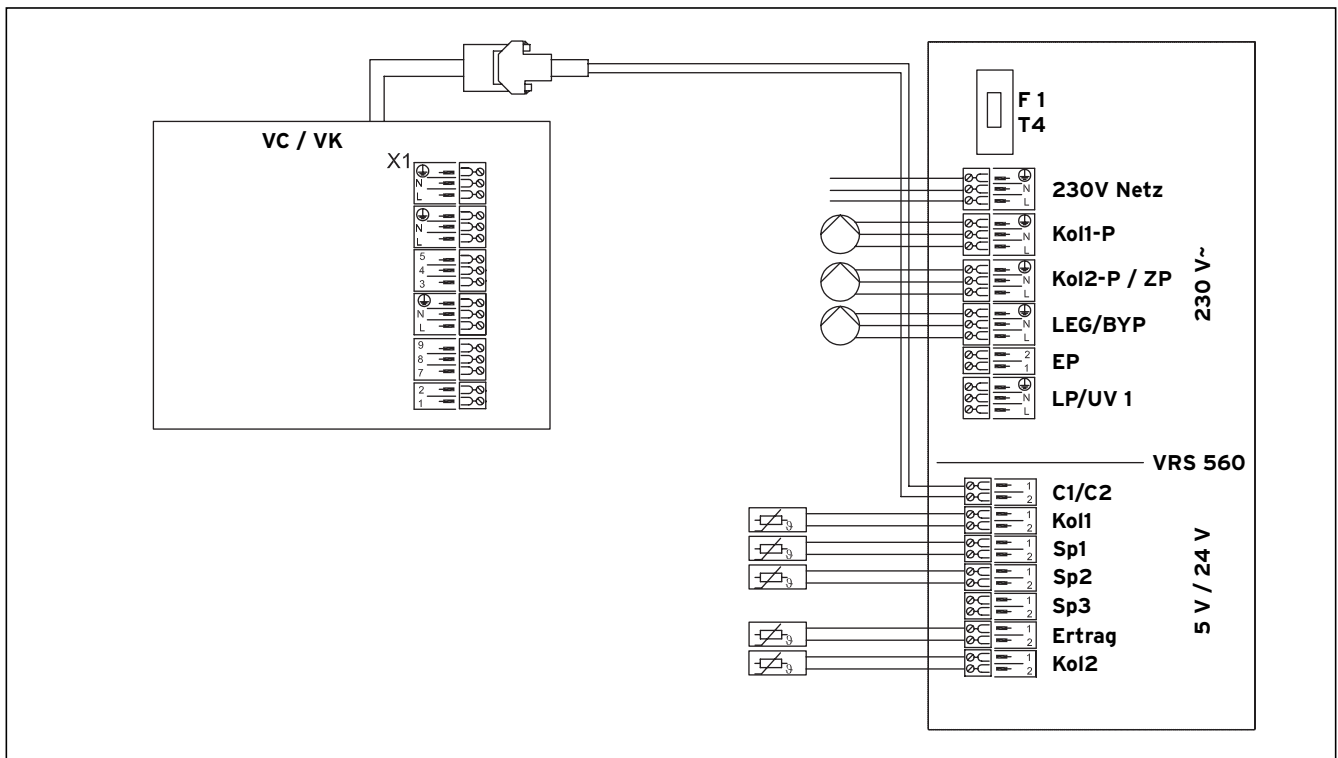 VC / VK
X1
N
L
N
L
5
4
3
N
L
9
8
7
2
1
F 1
T4
N
L
230V Netz
N
L
Kol1-P
N
L
Kol2-P / ZP
N
L
LEG/BYP
2
1
EP
N
L
LP/UV 1
230 V~
VRS 560
1
2
C1/C2
1
2
Kol1
ϑ
1
2
Sp1
ϑ
1
2
Sp2
ϑ
1
2
Sp3
1
2
Ertrag
ϑ
1
2
Kol2
ϑ
5 V / 24 V